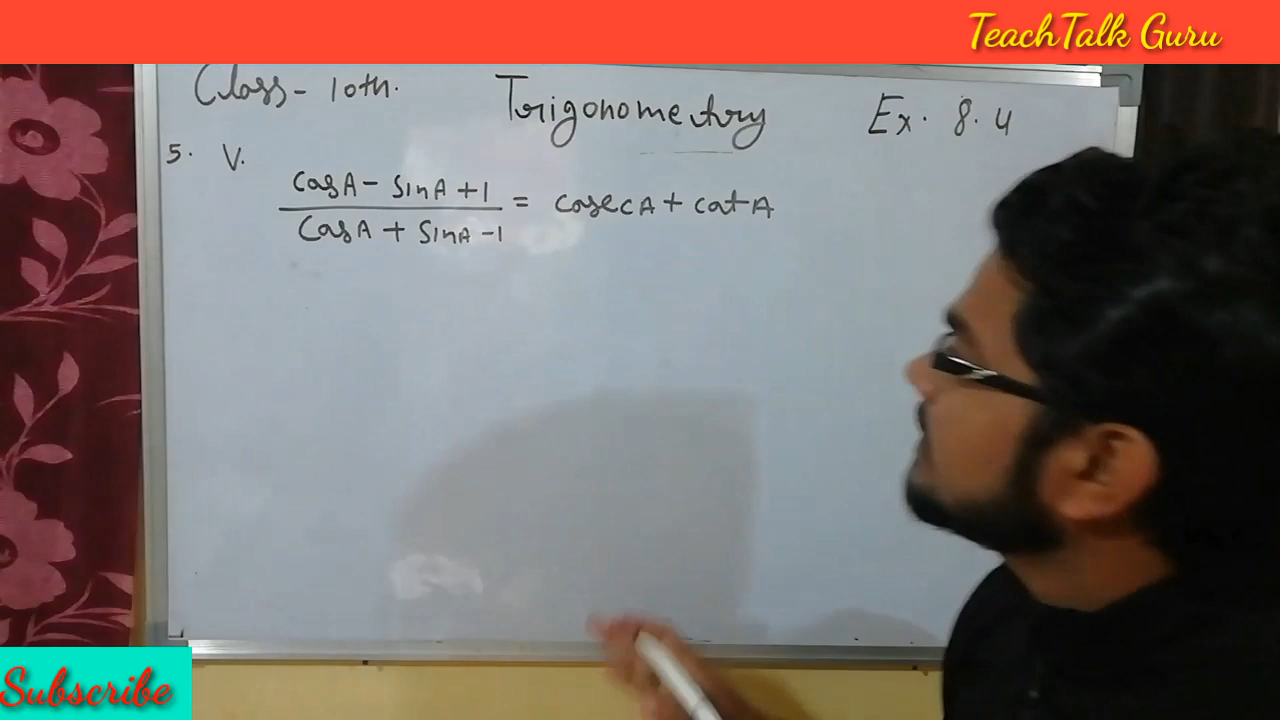 TeachTalk Guru
Class - 10th. Trigonometry Ex. 8.4
5. V.
CosA - SinA + 1 / CosA + SinA - 1 = CosecA + CotA
Subscribe